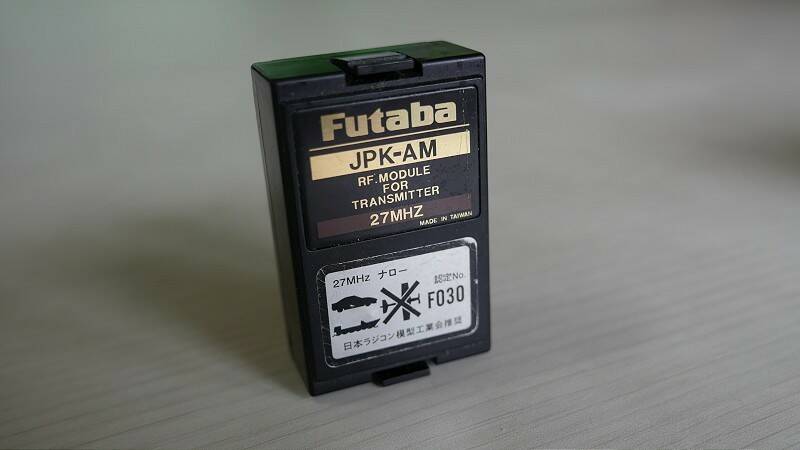 Futaba
JPK-AM
RF.MODULE
FOR
TRANSMITTER
27MHZ
MADE IN TAIWAN
27MHz ナロー 認定No.
F030
日本ラジコン模型工業会推奨